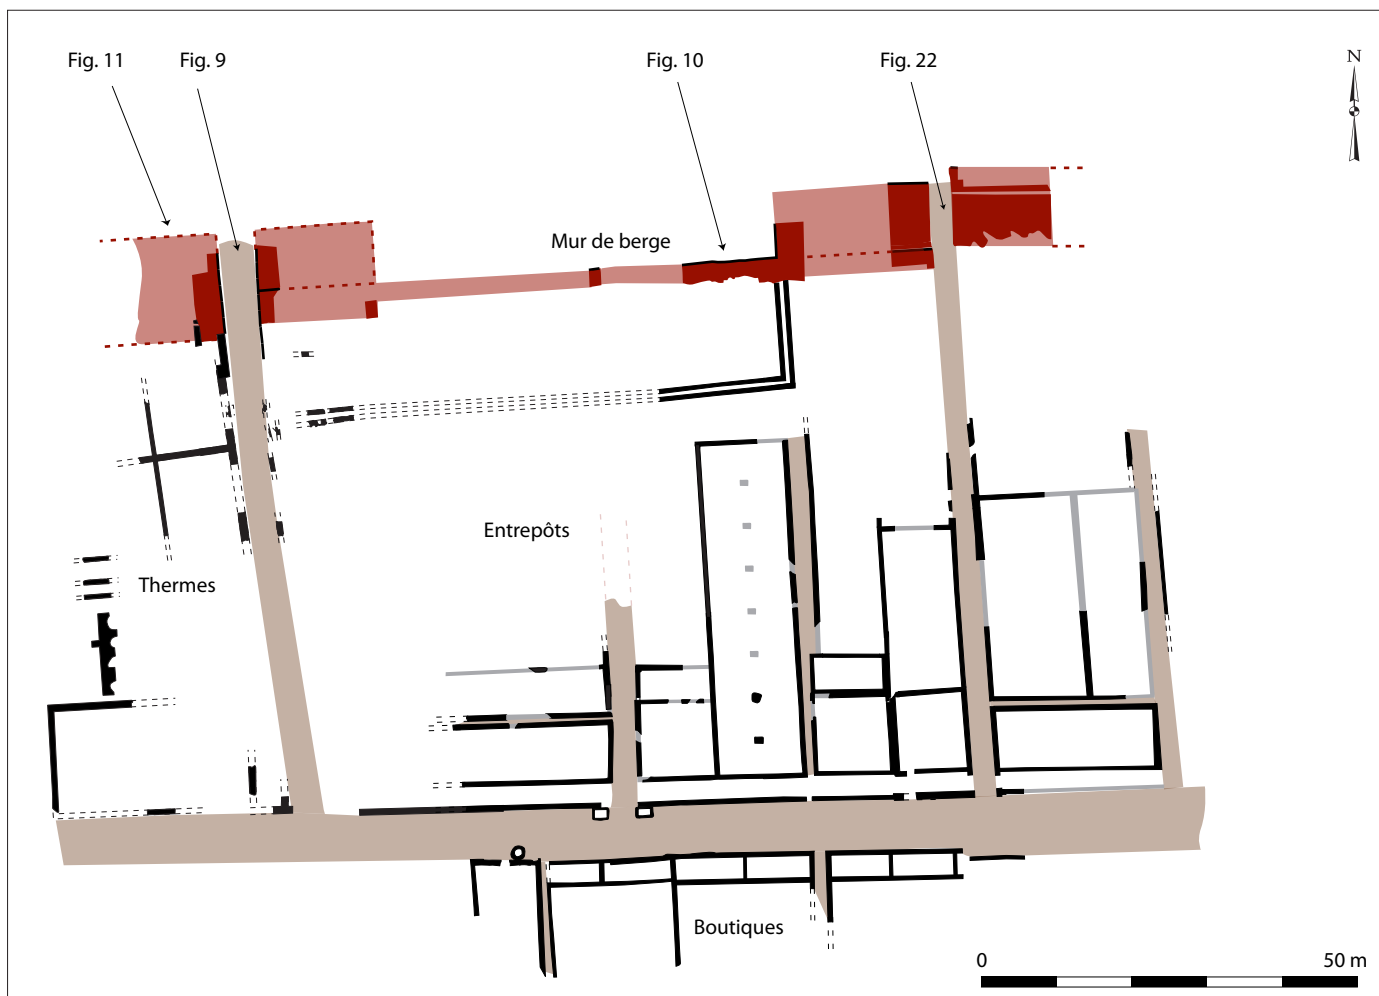 Fig. 11
Fig. 9
Fig. 10
Fig. 22
N
Mur de berge
Entrepôts
Thermes
Boutiques
0
50 m